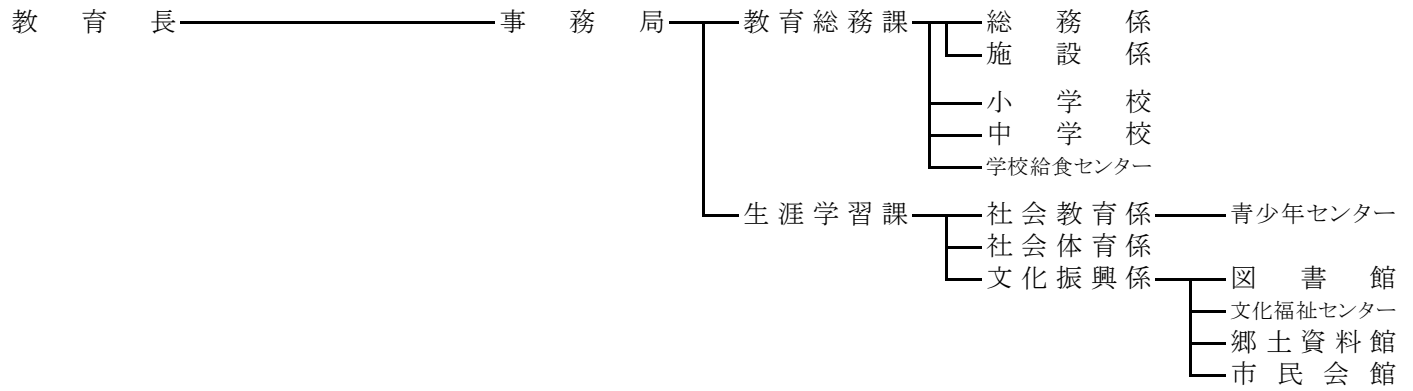 教育長 事務局 教育総務課 総務係
施設係
小学校
中学校
学校給食センター
生涯学習課 社会教育係 青少年センター
社会体育係
文化振興係 図書館
文化福祉センター
郷土資料館
市民会館